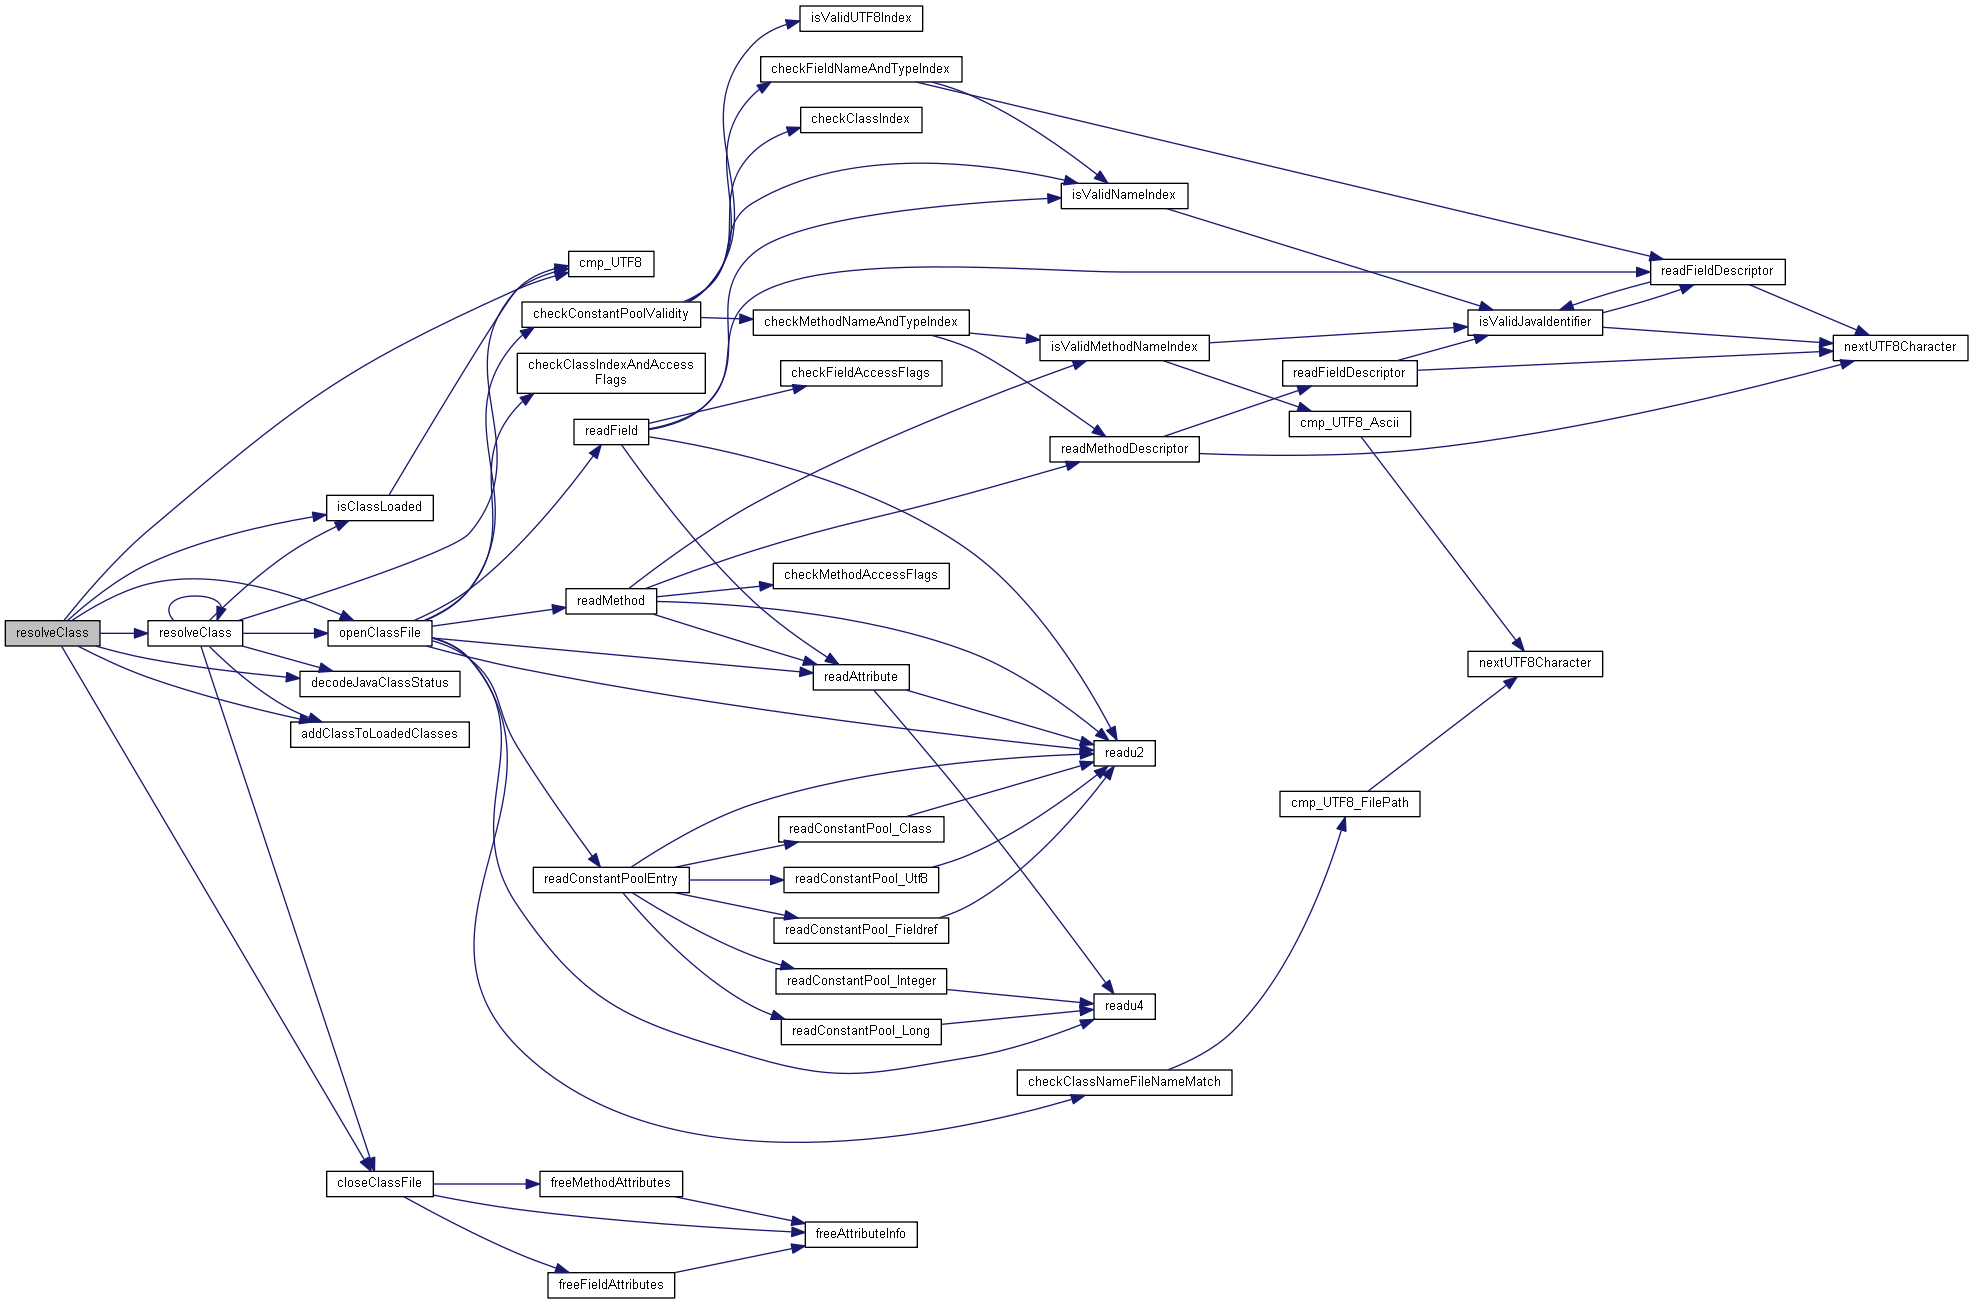 isValidUTF8Index
checkFieldNameAndTypeIndex
checkClassIndex
isValidNameIndex
cmp_UTF8
readFieldDescriptor
checkConstantPoolValidity
checkMethodNameAndTypeIndex
isValidJavaIdentifier
isValidMethodNameIndex
nextUTF8Character
checkClassIndexAndAccess
Flags
checkFieldAccessFlags
readFieldDescriptor
cmp_UTF8_Ascii
readField
readMethodDescriptor
isClassLoaded
checkMethodAccessFlags
readMethod
resolveClass
resolveClass
openClassFile
nextUTF8Character
readAttribute
decodeJavaClassStatus
addClassToLoadedClasses
readu2
cmp_UTF8_FilePath
readConstantPool_Class
readConstantPoolEntry
readConstantPool_Utf8
readConstantPool_Fieldref
readConstantPool_Integer
readu4
readConstantPool_Long
checkClassNameFileNameMatch
closeClassFile
freeMethodAttributes
freeAttributeInfo
freeFieldAttributes